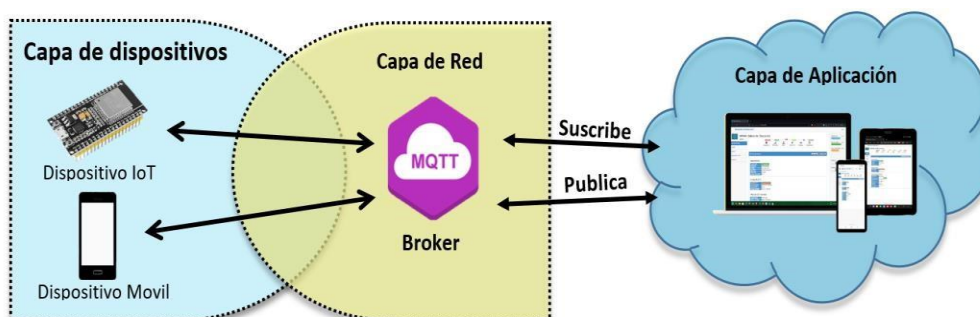 Capa de dispositivos
Dispositivo IoT
Dispositivo Movil
Capa de Red
MQTT
Broker
Suscribe
Publica
Capa de Aplicación